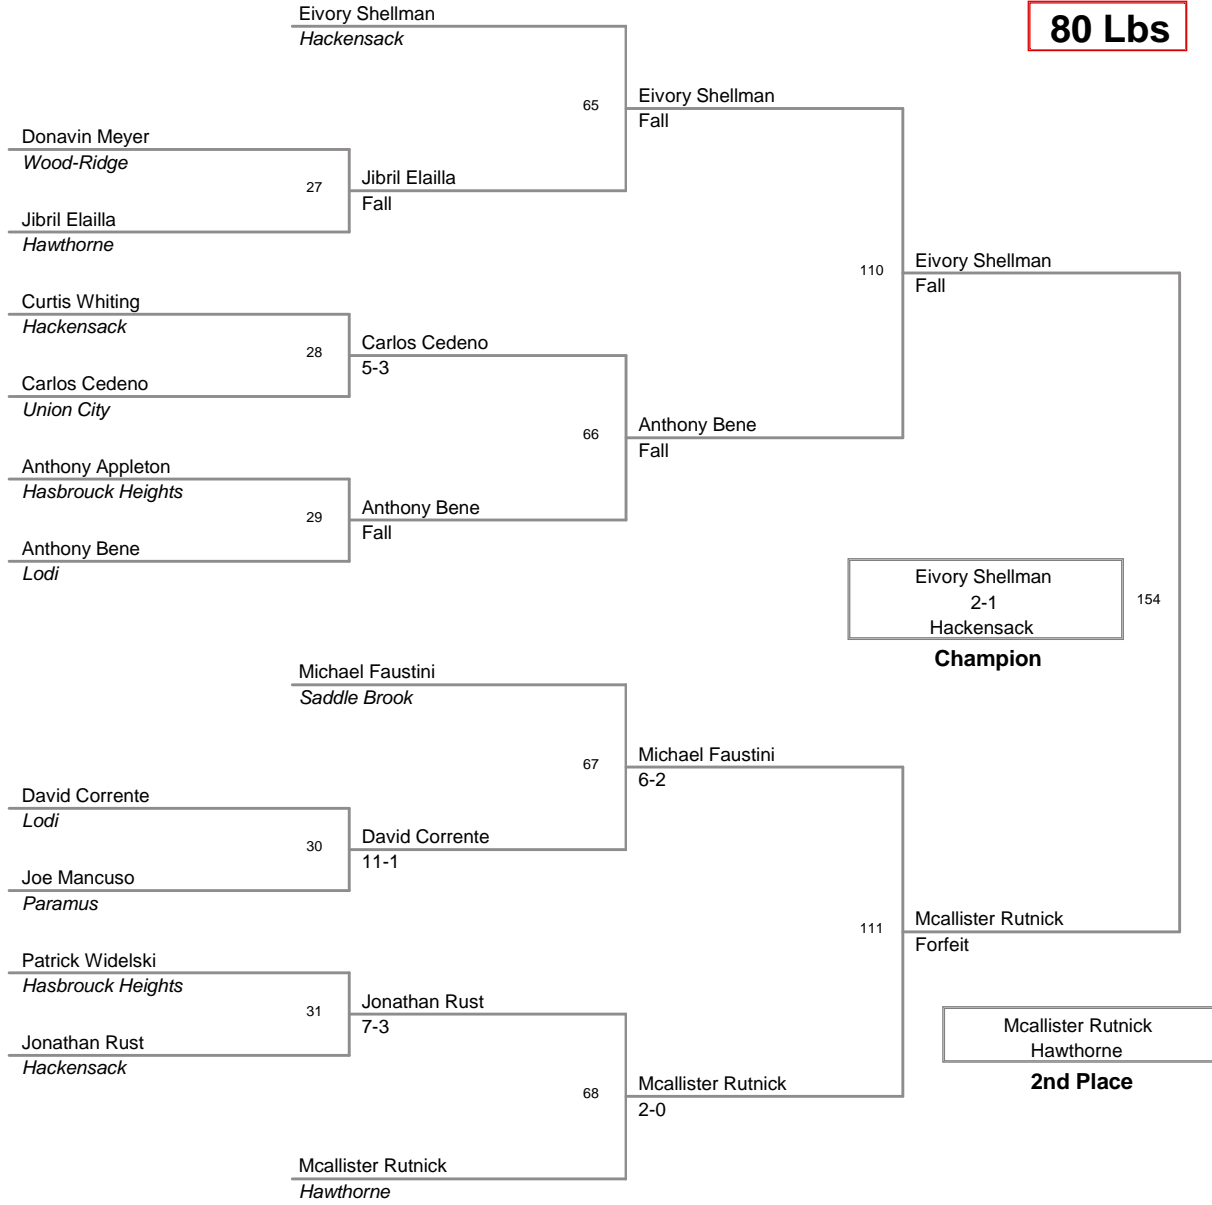 Eivory Shellman
Hackensack
80 Lbs
65
Eivory Shellman
Fall
Donavin Meyer
Wood-Ridge
27
Jibril Elailla
Fall
Jibril Elailla
Hawthorne
110
Eivory Shellman
Fall
Curtis Whiting
Hackensack
28
Carlos Cedeno
5-3
Carlos Cedeno
Union City
66
Anthony Bene
Fall
Anthony Appleton
Hasbrouck Heights
29
Anthony Bene
Fall
Anthony Bene
Lodi
Eivory Shellman
2-1
Hackensack
154
Champion
Michael Faustini
Saddle Brook
67
Michael Faustini
6-2
David Corrente
Lodi
30
David Corrente
11-1
Joe Mancuso
Paramus
111
Mcallister Rutnick
Forfeit
Patrick Widelski
Hasbrouck Heights
31
Jonathan Rust
7-3
Jonathan Rust
Hackensack
Mcallister Rutnick
Hawthorne
2nd Place
68
Mcallister Rutnick
2-0
Mcallister Rutnick
Hawthorne